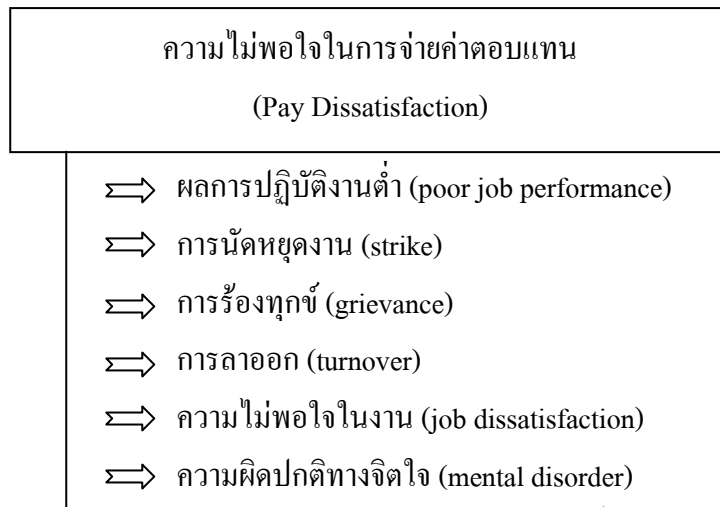 ความไม่พอใจในการจ่ายค่าตอบแทน
(Pay Dissatisfaction)
ผลการปฏิบัติงานต่ำ (poor job performance)
การนัดหยุดงาน (strike)
การร้องทุกข์ (grievance)
การลาออก (turnover)
ความไม่พอใจในงาน (job dissatisfaction)
ความผิดปกติทางจิตใจ (mental disorder)